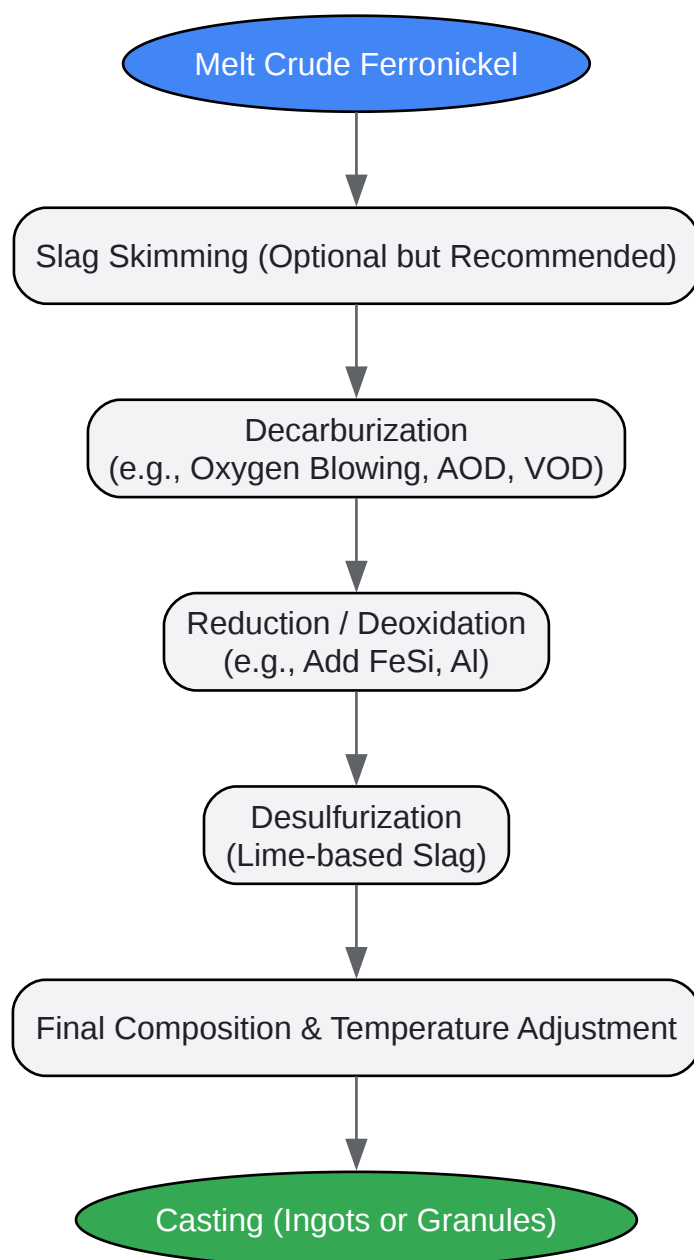 Melt Crude Ferronickel
Slag Skimming (Optional but Recommended)
Decarburization
(e.g., Oxygen Blowing, AOD, VOD)
Reduction / Deoxidation
(e.g., Add FeSi, Al)
Desulfurization
(Lime-based Slag)
Final Composition & Temperature Adjustment
Casting (Ingots or Granules)